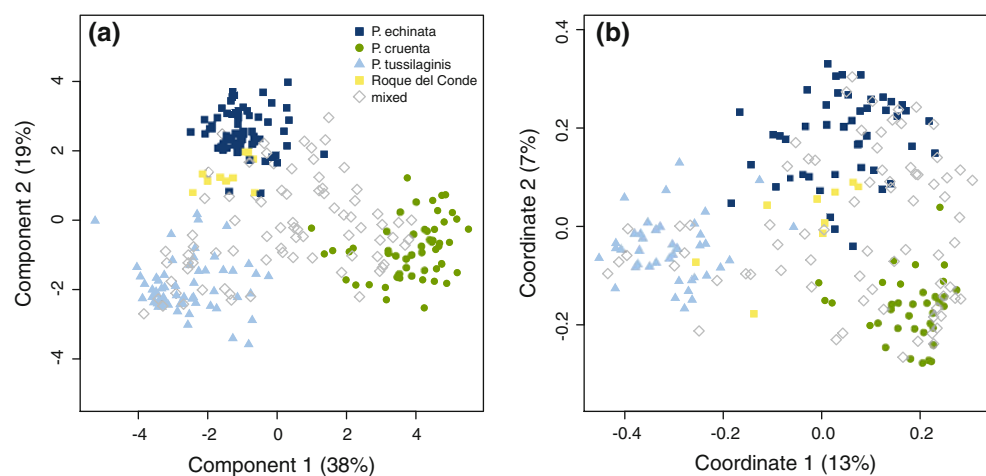 (a)
P. echinata
P. cruenta
P. tussilaginis
Roque del Conde
mixed
Component 2 (19%)
4
2
0
-2
-4
-4
-2
0
2
4
Component 1 (38%)
(b)
Coordinate 2 (7%)
0.4
0.2
0.0
-0.2
-0.4
-0.2
0.0
0.2
Coordinate 1 (13%)